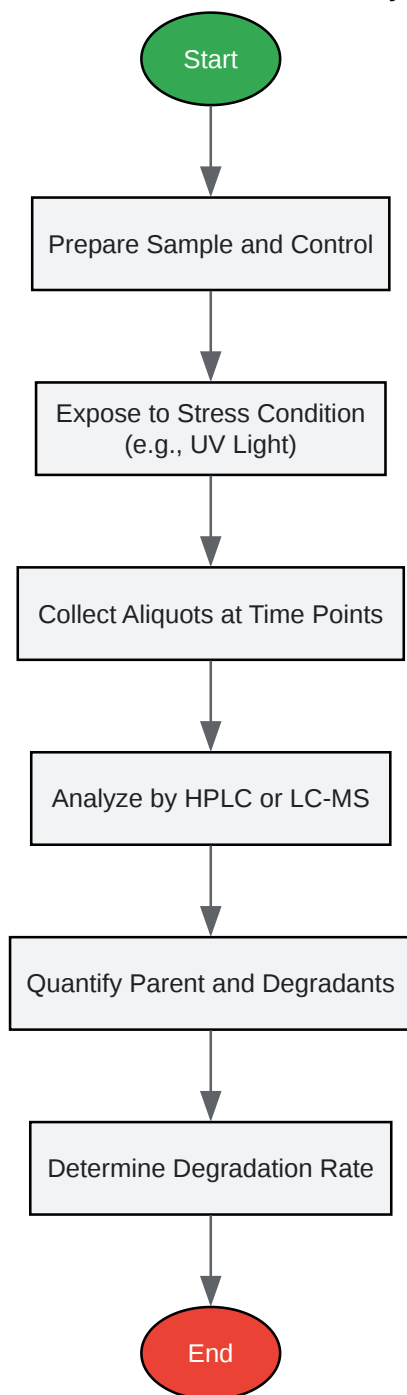 Start
Prepare Sample and Control
Expose to Stress Condition
(e.g., UV Light)
Collect Aliquots at Time Points
Analyze by HPLC or LC-MS
Quantify Parent and Degradants
Determine Degradation Rate
End